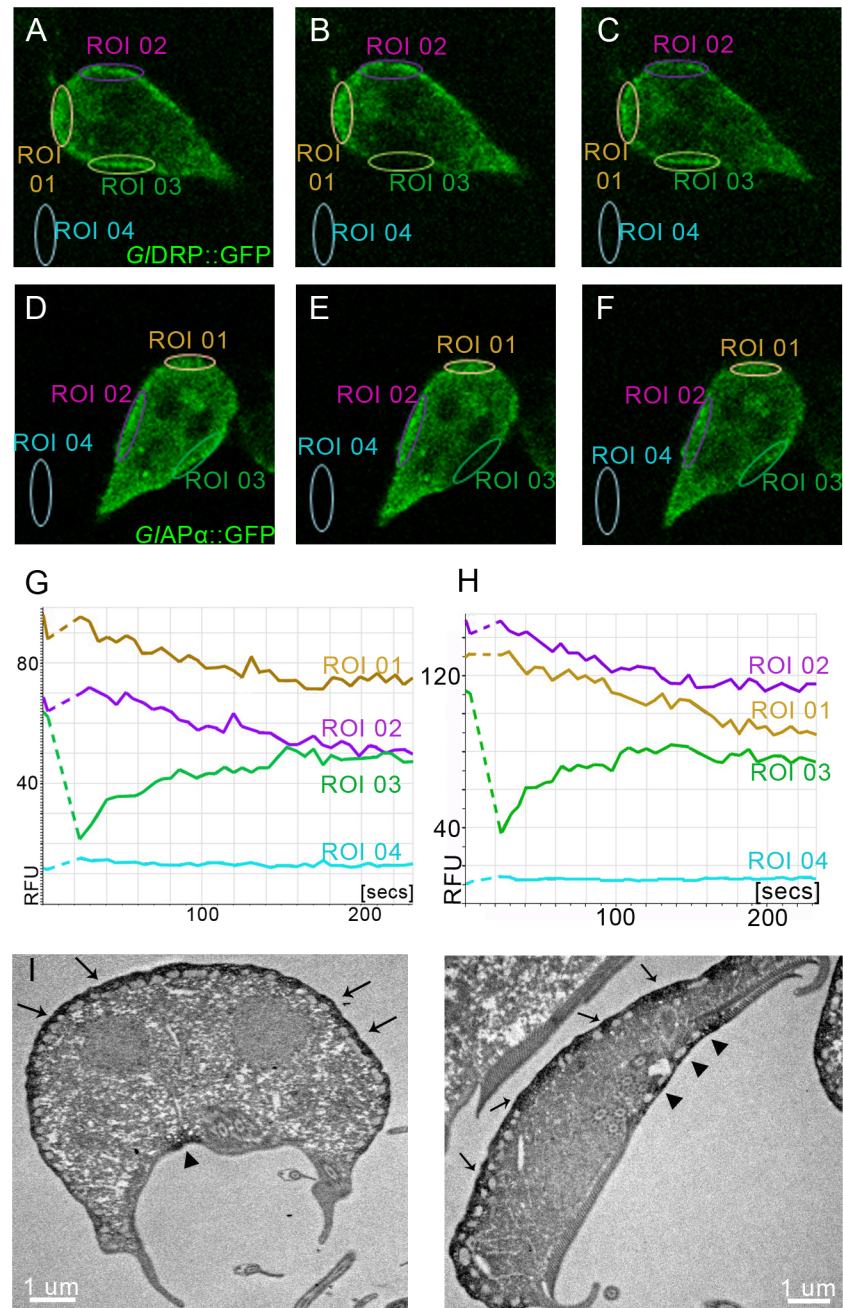 A
ROI 02
ROI
01
ROI 03
ROI 04
GlDRP::GFP
B
ROI 02
ROI
01
ROI 03
ROI 04
C
ROI 02
ROI
01
ROI 03
ROI 04
D
ROI 01
ROI 02
ROI 04
ROI 03
GlAPα::GFP
E
ROI 01
ROI 02
ROI 04
ROI 03
F
ROI 01
ROI 02
ROI 04
ROI 03
G
80
40
RFU
ROI 01
ROI 02
ROI 03
ROI 04
[secs]
100
200
H
120
40
RFU
ROI 02
ROI 01
ROI 03
ROI 04
[secs]
100
200
I
1 um
1 um